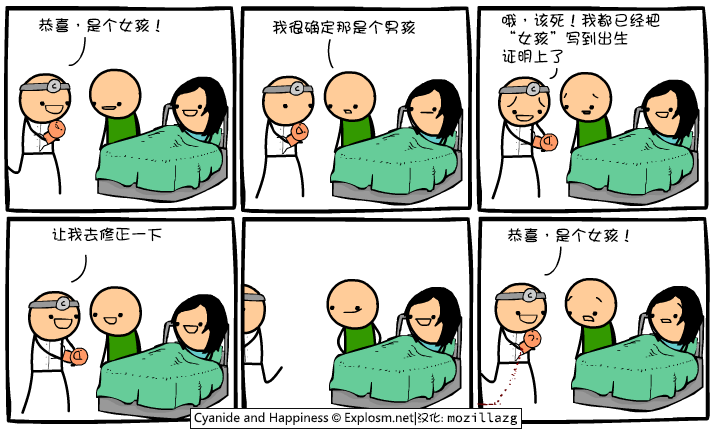 恭喜，是个女孩！
我很确定那是个男孩
哦，该死！我都已经把
“女孩”写到出生
证明上了
让我去修正一下
恭喜，是个女孩！
Cyanide and Happiness © Explosm.net|汉化: mozillazg